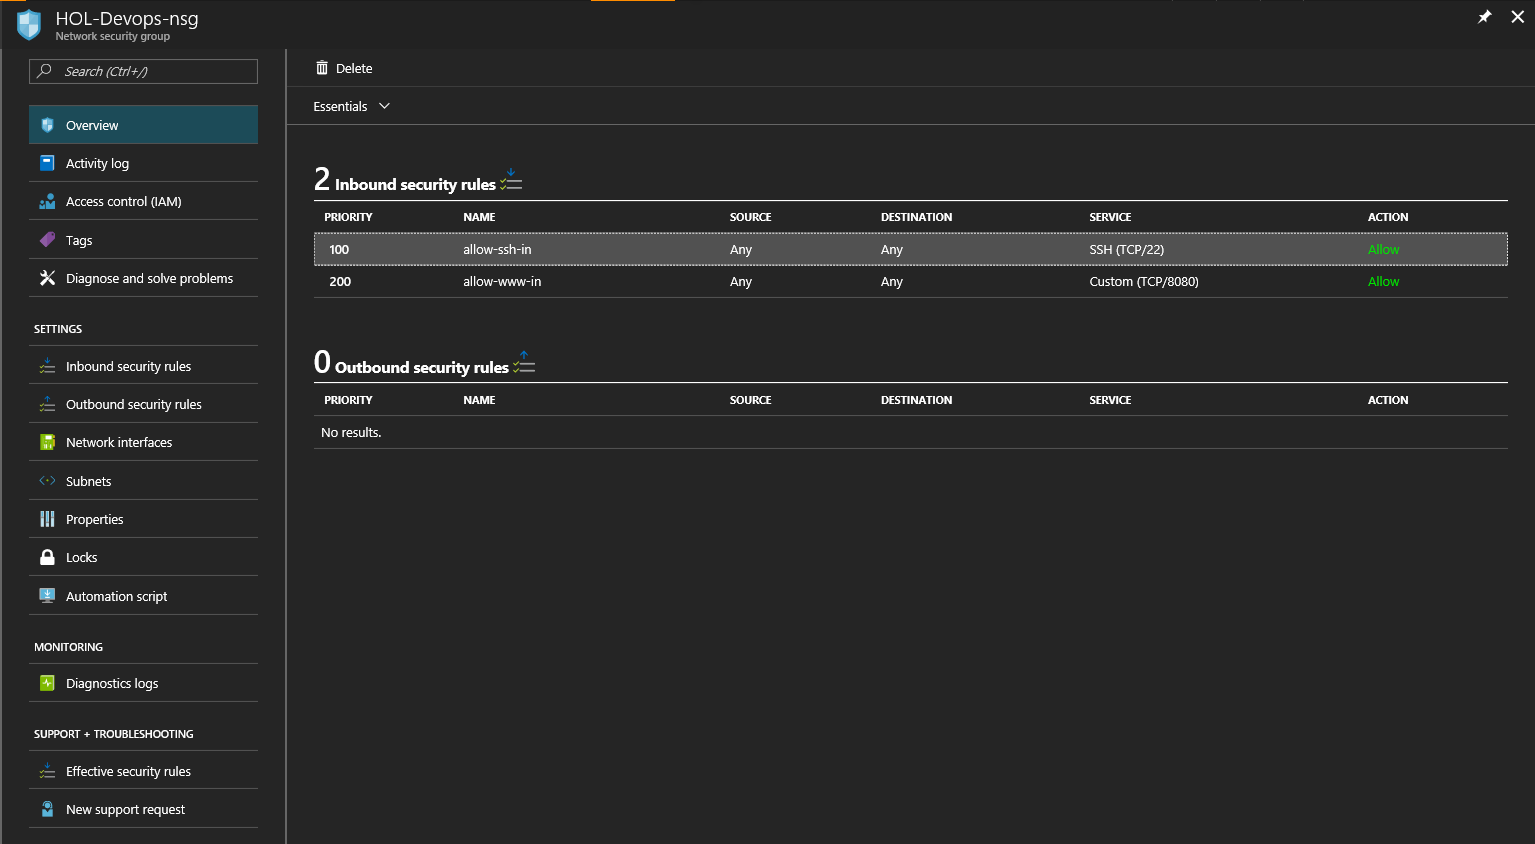 HOL-Devops-nsg
Network security group
Search (Ctrl+/)
Overview
Activity log
Access control (IAM)
Tags
Diagnose and solve problems
SETTINGS
Inbound security rules
Outbound security rules
Network interfaces
Subnets
Properties
Locks
Automation script
MONITORING
Diagnostics logs
SUPPORT + TROUBLESHOOTING
Effective security rules
New support request
Delete
Essentials
2 Inbound security rules
PRIORITY NAME SOURCE DESTINATION SERVICE ACTION
100 allow-ssh-in Any Any SSH (TCP/22) Allow
200 allow-www-in Any Any Custom (TCP/8080) Allow
0 Outbound security rules
PRIORITY NAME SOURCE DESTINATION SERVICE ACTION
No results.